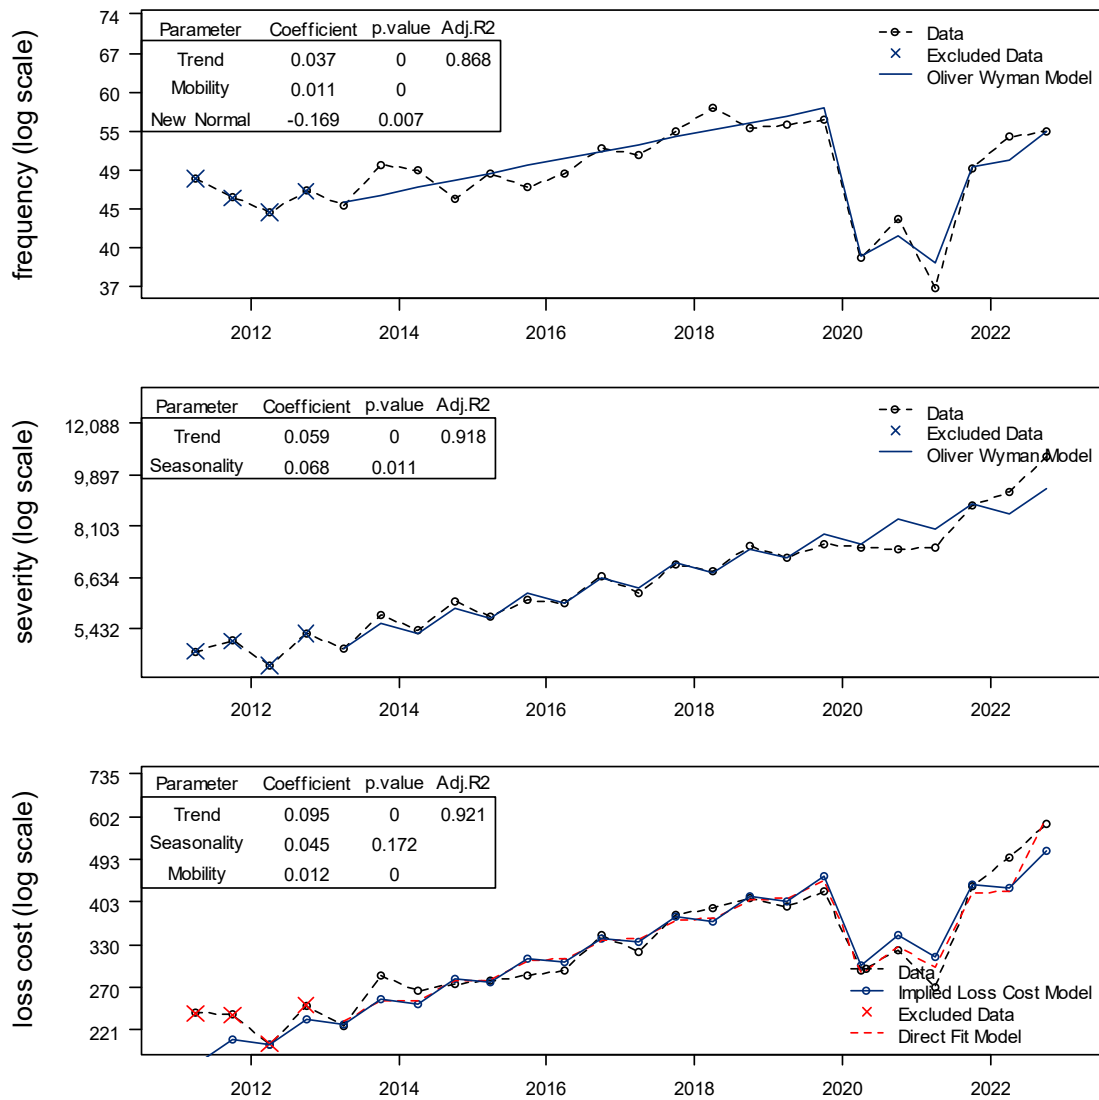 frequency (log scale)
74
67
60
55
49
45
40
37
Parameter Coefficient p.value Adj.R2
Trend 0.037 0 0.868
Mobility 0.011 0
New Normal -0.169 0.007
Data
Excluded Data
Oliver Wyman Model
2012 2014 2016 2018 2020 2022
severity (log scale)
12,088
9,897
8,103
6,634
5,432
Parameter Coefficient p.value Adj.R2
Trend 0.059 0 0.918
Seasonality 0.068 0.011
Data
Excluded Data
Oliver Wyman Model
2012 2014 2016 2018 2020 2022
loss cost (log scale)
735
602
493
403
330
270
221
Parameter Coefficient p.value Adj.R2
Trend 0.095 0 0.921
Seasonality 0.045 0.172
Mobility 0.012 0
Data
Implied Loss Cost Model
Excluded Data
Direct Fit Model
2012 2014 2016 2018 2020 2022